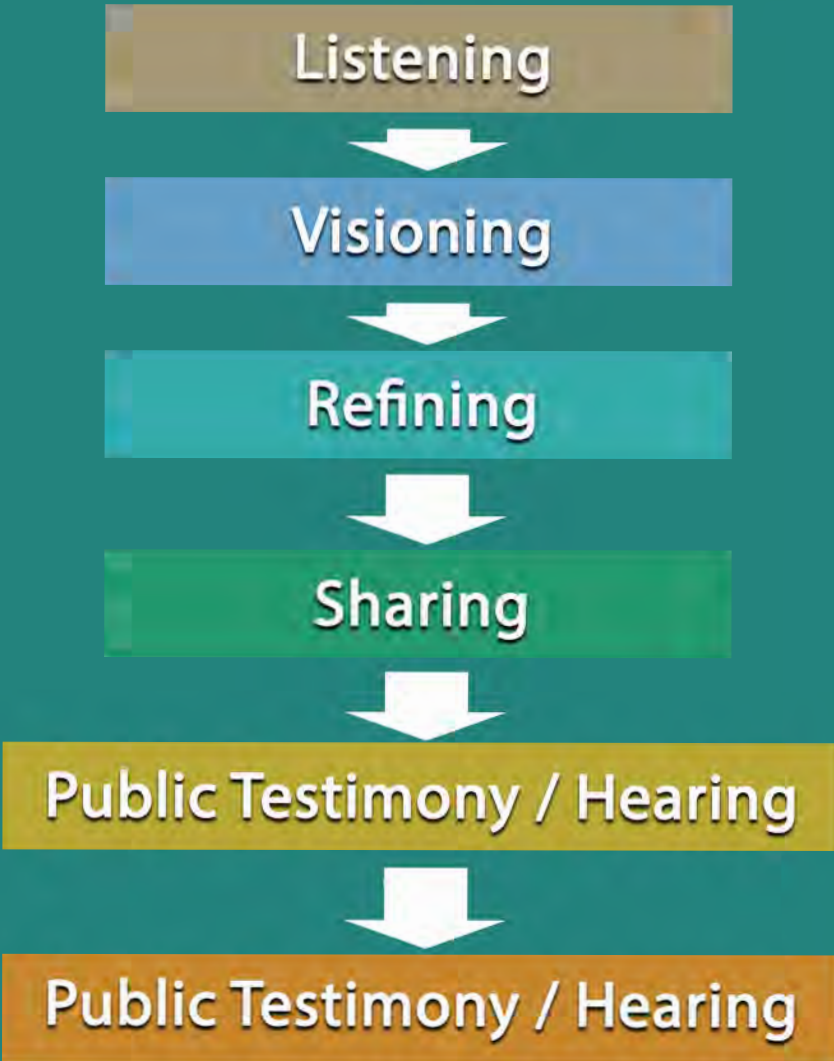 Listening
Visioning
Refining
Sharing
Public Testimony / Hearing
Public Testimony / Hearing